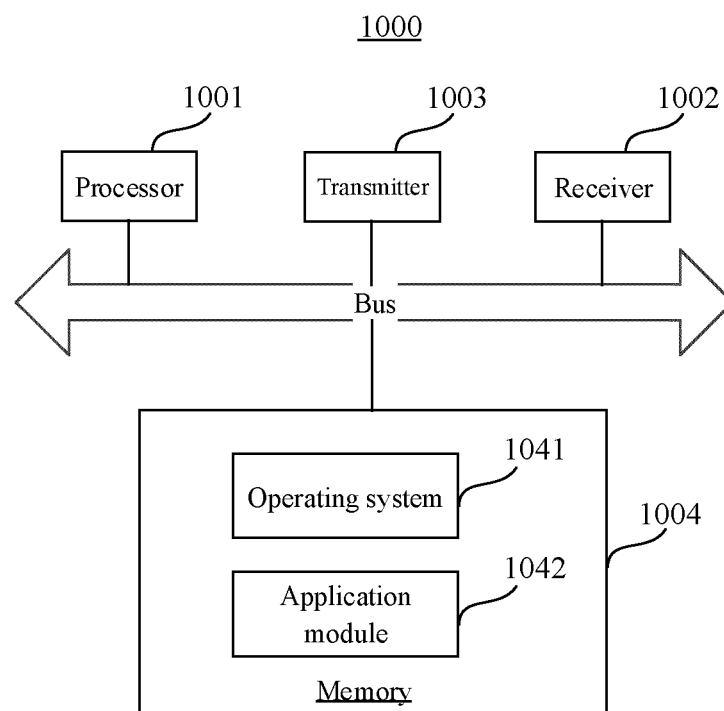 1000
1001
1003
1002
Processor
Transmitter
Receiver
Bus
1041
Operating system
1004
1042
Application
module
Memory